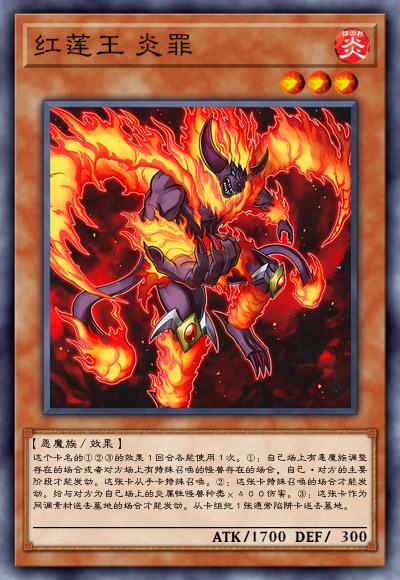 红莲王 炎罪
ほのお
炎
【恶魔族／效果】
这个卡名的①②③的效果1回合各能使用1次。①：自己场上有恶魔族调整
存在的场合或者对方场上有特殊召唤的怪兽存在的场合，自己·对方的主要
阶段才能发动。这张卡从手卡特殊召唤。②：这张卡特殊召唤的场合才能发
动。给与对方为自己场上的炎属性怪兽种类×400伤害。③：这张卡作为
同调素材送去墓地的场合才能发动。从卡组把1张通常陷阱卡送去墓地。
ATK/1700 DEF/ 300